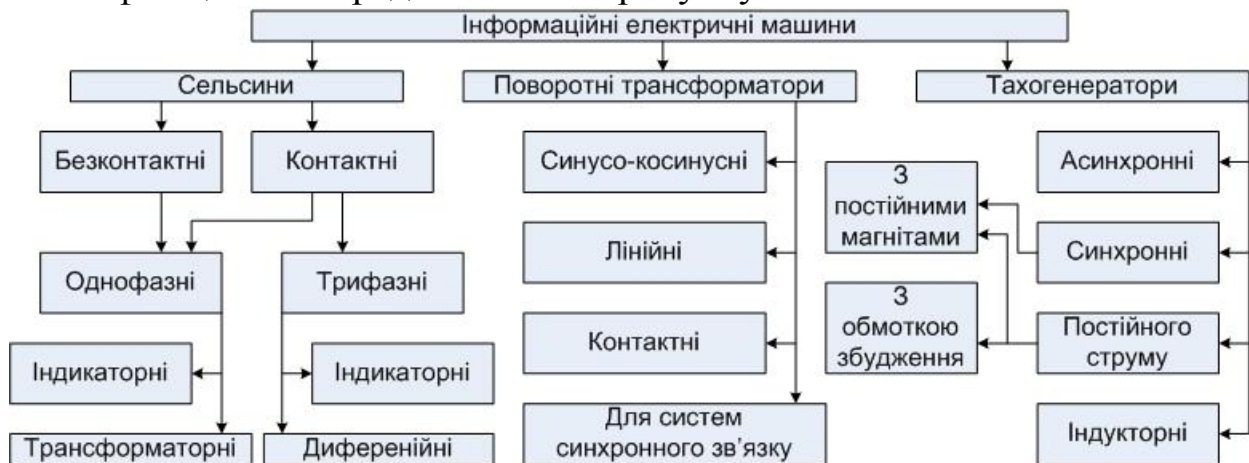 Інформаційні електричні машини
Сельсини
Поворотні трансформатори
Тахогенератори
Безконтактні
Контактні
Синусо-косинусні
З
постійними
магнітами
Асинхронні
Однофазні
Трифазні
Лінійні
Синхронні
З
обмоткою
збудження
Індикаторні
Індикаторні
Контактні
Постійного
струму
Трансформаторні
Диференійні
Для систем
синхронного зв'язку
Індукторні